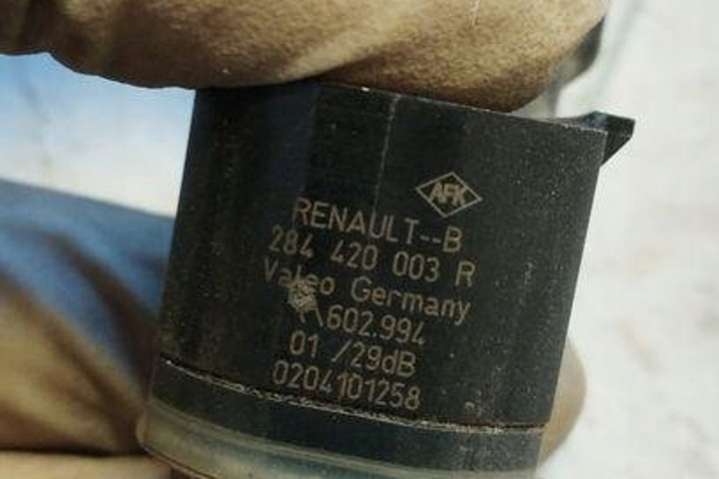 AFK
RENAULT--B
284 420 003 R
Valeo Germany
602.994
01 /29dB
0204101258